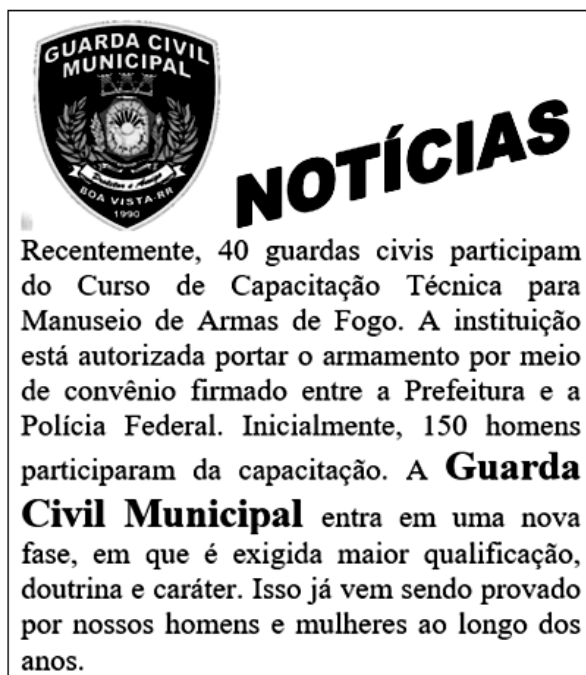 GUARDA CIVIL
MUNICIPAL
BOA VISTA-RR
1990
NOTÍCIAS
Recentemente, 40 guardas civis participam
do Curso de Capacitação Técnica para
Manuseio de Armas de Fogo. A instituição
está autorizada portar o armamento por meio
de convênio firmado entre a Prefeitura e a
Polícia Federal. Inicialmente, 150 homens
participaram da capacitação. A Guarda
Civil Municipal entra em uma nova
fase, em que é exigida maior qualificação,
doutrina e caráter. Isso já vem sendo provado
por nossos homens e mulheres ao longo dos
anos.